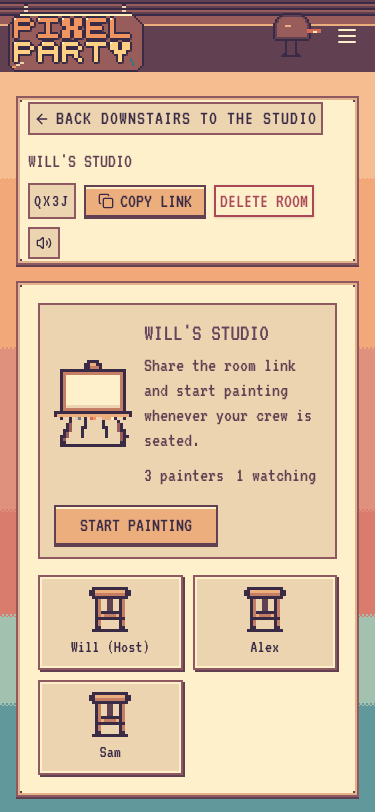 PIXEL
PARTY
← BACK DOWNSTAIRS TO THE STUDIO
WILL'S STUDIO
QX3J
COPY LINK
DELETE ROOM
WILL'S STUDIO
Share the room link
and start painting
whenever your crew is
seated.
3 painters 1 watching
START PAINTING
Will (Host)
Alex
Sam